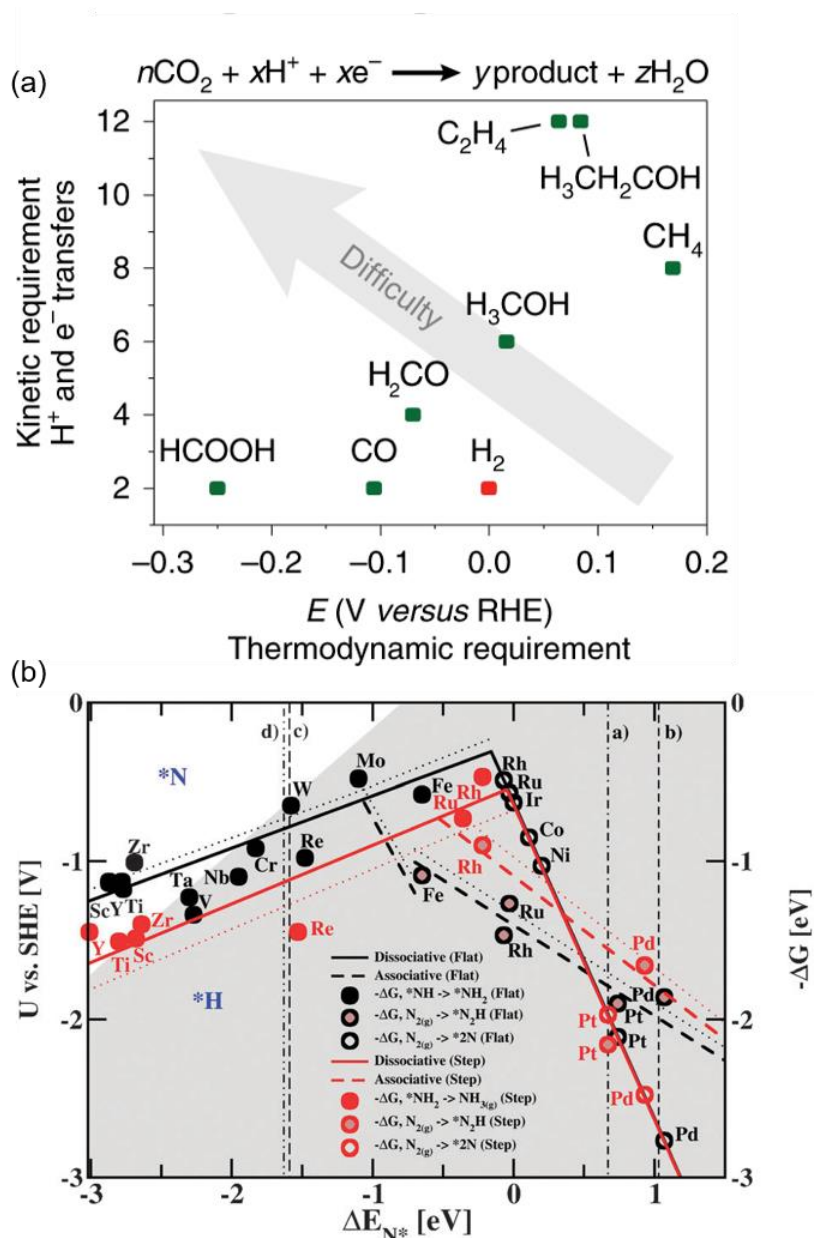 nCO₂ + xH⁺ + xe⁻ → yproduct + zH₂O
(a)
Kinetic requirement
H⁺ and e⁻ transfers
12
10
8
6
4
2
C₂H₄
H₃CH₂COH
CH₄
Difficulty
H₃COH
H₂CO
HCOOH
CO
H₂
−0.3
−0.2
−0.1
0.0
0.1
0.2
E (V versus RHE)
Thermodynamic requirement
(b)
U vs. SHE [V]
0
-1
-2
-3
*N
*H
d)
c)
a)
b)
Mo
W
Fe
Rh
Ru
Ir
Ru
Rh
Co
Ni
Zr
Cr
Re
Rh
Sc
Y
Ti
Ta
Nb
V
Fe
Y
Ti
Sc
Zr
Re
Ru
Rh
Pd
Pd
Pt
Pt
Pt
Pt
Pd
Pd
Dissociative (Flat)
Associative (Flat)
-ΔG, *NH -> *NH₂ (Flat)
-ΔG, N₂₍g₎ -> *N₂H (Flat)
-ΔG, N₂₍g₎ -> *2N (Flat)
Dissociative (Step)
Associative (Step)
-ΔG, *NH₂ -> NH₃₍g₎ (Step)
-ΔG, N₂₍g₎ -> *N₂H (Step)
-ΔG, N₂₍g₎ -> *2N (Step)
0
-1
-2
-3
-ΔG [eV]
-3
-2
-1
0
1
ΔE_N* [eV]